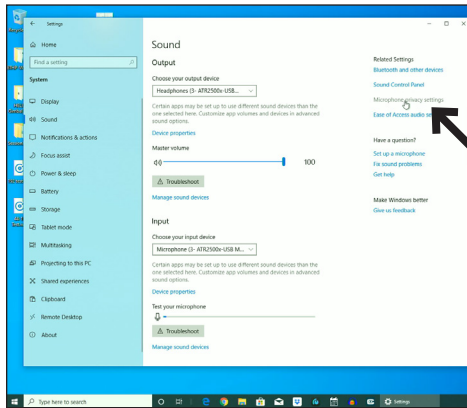 Settings
Home
Find a setting
System
Display
Sound
Notifications & actions
Focus assist
Power & sleep
Battery
Storage
Tablet mode
Multitasking
Projecting to this PC
Shared experiences
Clipboard
Remote Desktop
About
Sound
Output
Choose your output device
Headphones (3- ATR2500x-USB...
Certain apps may be set up to use different sound devices than the
one selected here. Customize app volumes and devices in advanced
sound options.
Device properties
Master volume
100
Troubleshoot
Manage sound devices
Input
Choose your input device
Microphone (3- ATR2500x-USB M...
Certain apps may be set up to use different sound devices than the
one selected here. Customize app volumes and devices in advanced
sound options.
Device properties
Test your microphone
Troubleshoot
Manage sound devices
Related Settings
Bluetooth and other devices
Sound Control Panel
Microphone privacy settings
Ease of Access audio
Have a question?
Set up a microphone
Fix sound problems
Get help
Make Windows better
Give us feedback
Type here to search
Settings